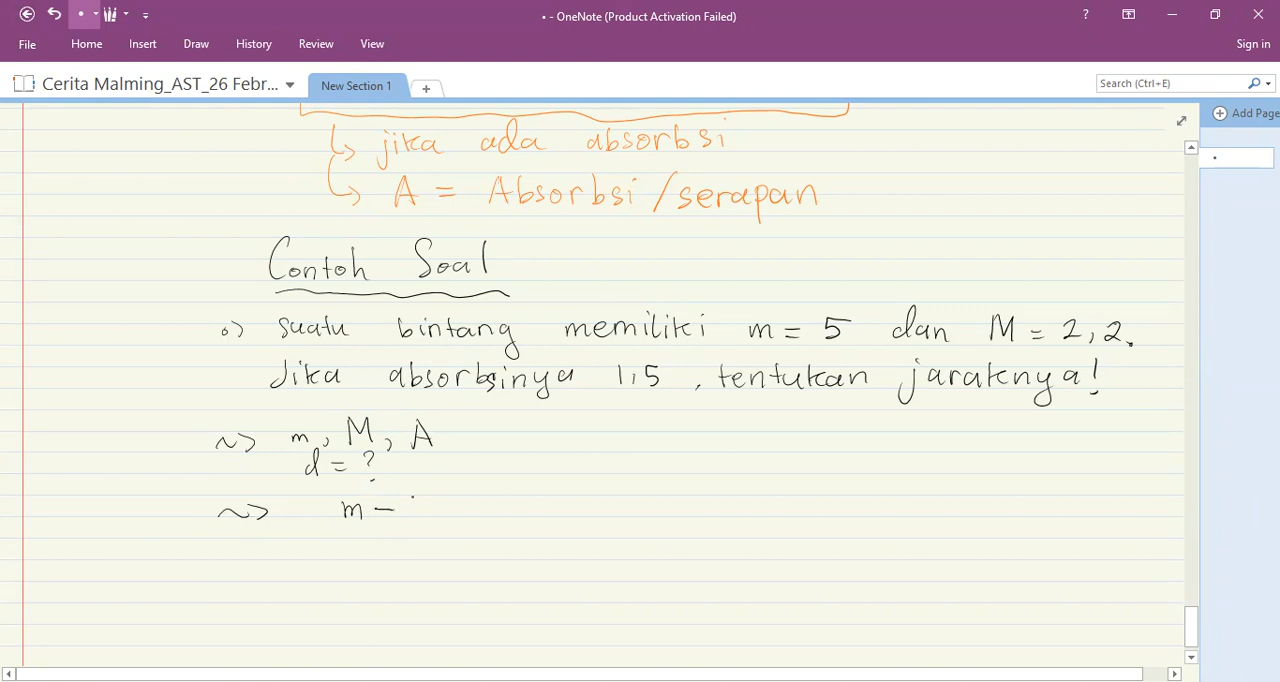 • - OneNote (Product Activation Failed)
File Home Insert Draw History Review View Sign in
Cerita Malming_AST_26 Febr... New Section 1 Search (Ctrl+E)
Add Page
jika ada absorbsi
A = Absorbsi/serapan
Contoh Soal
•) suatu bintang memiliki m = 5 dan M = 2,2.
Jika absorbsinya 1,5, tentukan jaraknya!
~> m, M, A
d = ?
~> m -